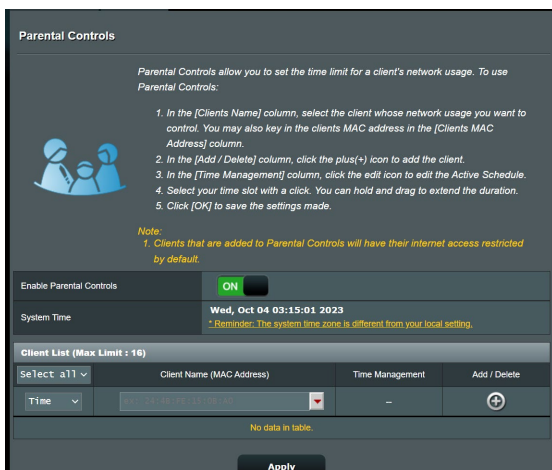 Parental Controls
Parental Controls allow you to set the time limit for a client's network usage. To use
Parental Controls:
1. In the [Clients Name] column, select the client whose network usage you want to
control. You may also key in the clients MAC address in the [Clients MAC
Address] column.
2. In the [Add / Delete] column, click the plus(+) icon to add the client.
3. In the [Time Management] column, click the edit icon to edit the Active Schedule.
4. Select your time slot with a click. You can hold and drag to extend the duration.
5. Click [OK] to save the settings made.
Note:
1. Clients that are added to Parental Controls will have their internet access restricted
by default.
Enable Parental Controls
ON
System Time
Wed, Oct 04 03:15:01 2023
* Reminder: The system time zone is different from your local setting.
Client List (Max Limit : 16)
Select all
Client Name (MAC Address)
Time Management
Add / Delete
Time
--
No data in table.
Apply